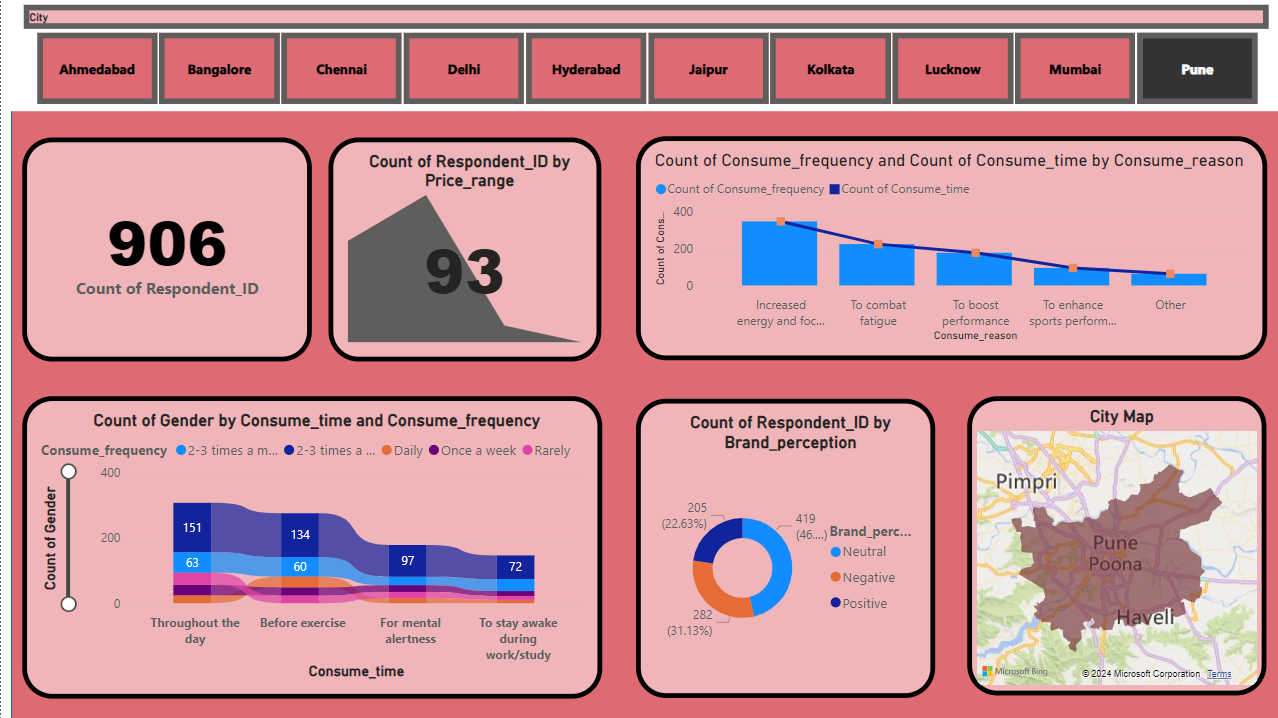 City
Ahmedabad
Bangalore
Chennai
Delhi
Hyderabad
Jaipur
Kolkata
Lucknow
Mumbai
Pune
906
Count of Respondent_ID
Count of Respondent_ID by
Price_range
93
Count of Consume_frequency and Count of Consume_time by Consume_reason
Count of Consume_frequency Count of Consume_time
Count of Cons...
400
200
0
Increased
energy and foc...
To combat
fatigue
To boost
performance
To enhance
sports perform...
Other
Consume_reason
Count of Gender by Consume_time and Consume_frequency
Consume_frequency 2-3 times a m... 2-3 times a ... Daily Once a week Rarely
Count of Gender
400
200
0
151
63
134
60
97
72
Throughout the
day
Before exercise
For mental
alertness
To stay awake
during
work/study
Consume_time
Count of Respondent_ID by
Brand_perception
205
(22.63%)
419
(46....)
282
(31.13%)
Brand_perc...
Neutral
Negative
Positive
City Map
Pimpri
Pune
Poona
Haveli
Microsoft Bing
© 2024 Microsoft Corporation Terms